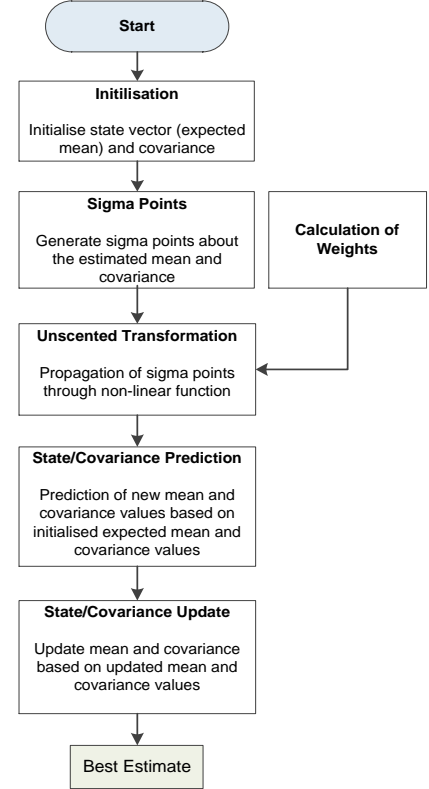 Start
Initilisation
Initialise state vector (expected
mean) and covariance
Sigma Points
Generate sigma points about
the estimated mean and
covariance
Calculation of
Weights
Unscented Transformation
Propagation of sigma points
through non-linear function
State/Covariance Prediction
Prediction of new mean and
covariance values based on
initialised expected mean and
covariance values
State/Covariance Update
Update mean and covariance
based on updated mean and
covariance values
Best Estimate